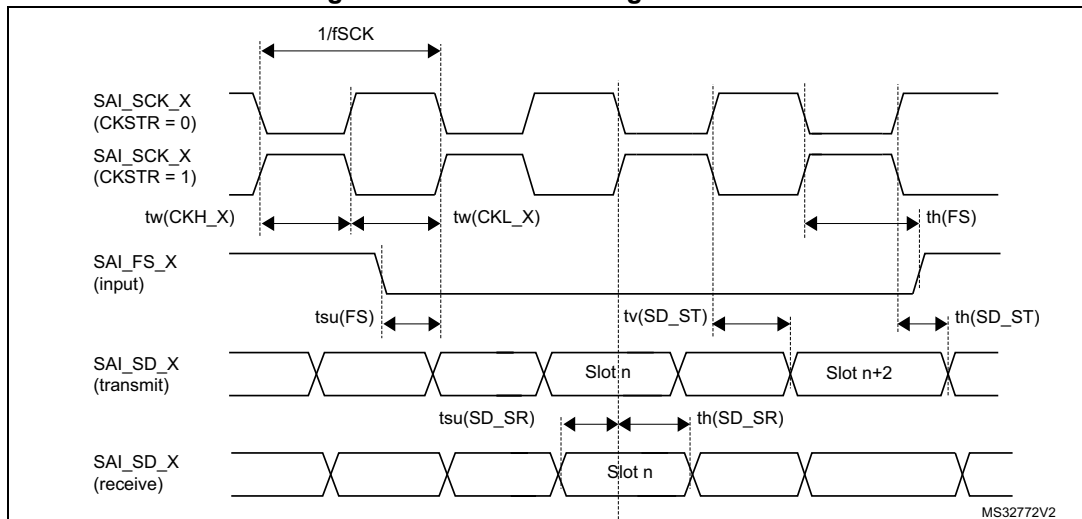 1/fSCK
SAI_SCK_X
(CKSTR = 0)
SAI_SCK_X
(CKSTR = 1)
tw(CKH_X)
tw(CKL_X)
th(FS)
SAI_FS_X
(input)
tsu(FS)
tv(SD_ST)
th(SD_ST)
SAI_SD_X
(transmit)
Slot n
Slot n+2
tsu(SD_SR)
th(SD_SR)
SAI_SD_X
(receive)
Slot n
MS32772V2